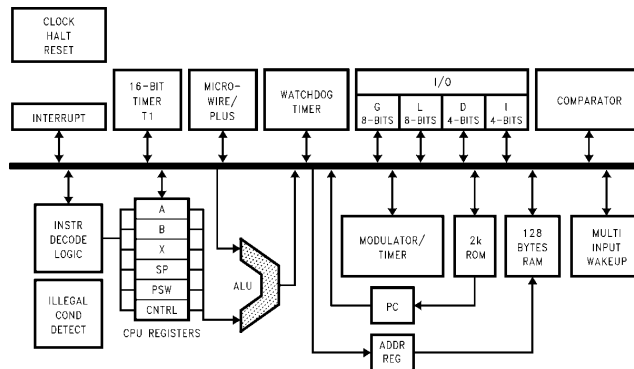 CLOCK
HALT
RESET
INTERRUPT
16-BIT
TIMER
T1
MICRO-
WIRE/
PLUS
WATCHDOG
TIMER
I/O
G
8-BITS
L
8-BITS
D
4-BITS
I
4-BITS
COMPARATOR
INSTR
DECODE
LOGIC
A
B
X
SP
PSW
CNTRL
CPU REGISTERS
ALU
MODULATOR/
TIMER
2k
ROM
128
BYTES
RAM
MULTI
INPUT
WAKEUP
ILLEGAL
COND
DETECT
PC
ADDR
REG